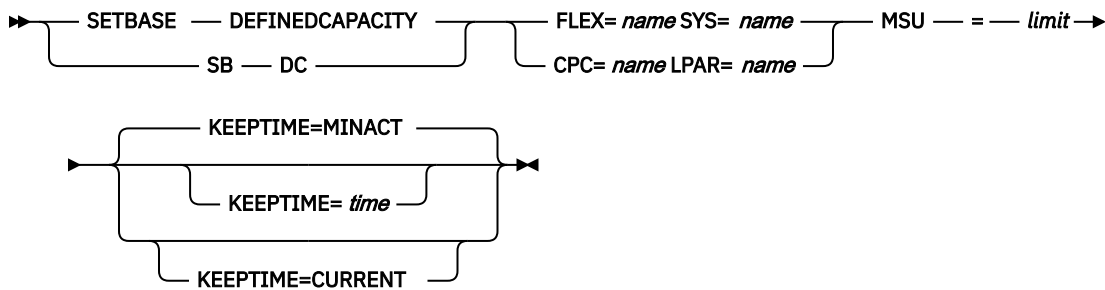 SETBASE DEFINEDCAPACITY FLEX= name SYS= name MSU = limit
SB DC CPC= name LPAR= name
KEEPTIME=MINACT
KEEPTIME= time
KEEPTIME=CURRENT